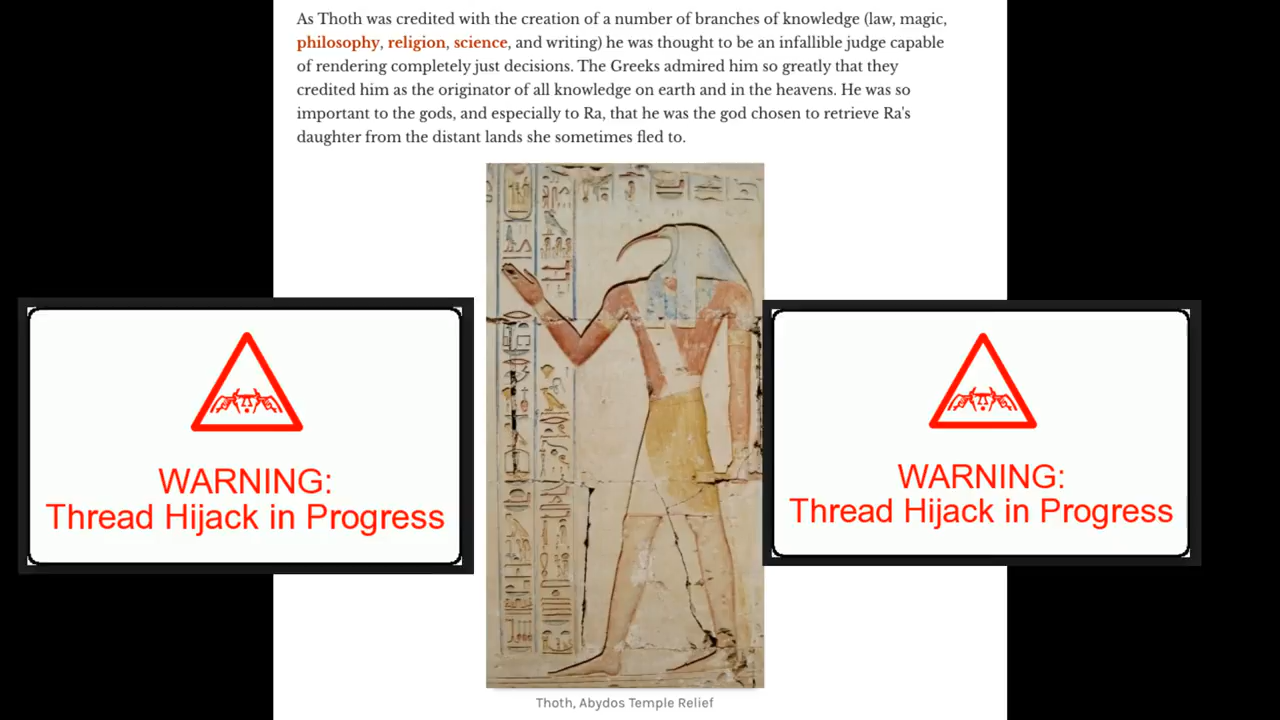 As Thoth was credited with the creation of a number of branches of knowledge (law, magic,
philosophy, religion, science, and writing) he was thought to be an infallible judge capable
of rendering completely just decisions. The Greeks admired him so greatly that they
credited him as the originator of all knowledge on earth and in the heavens. He was so
important to the gods, and especially to Ra, that he was the god chosen to retrieve Ra's
daughter from the distant lands she sometimes fled to.
WARNING:
Thread Hijack in Progress
WARNING:
Thread Hijack in Progress
Thoth, Abydos Temple Relief